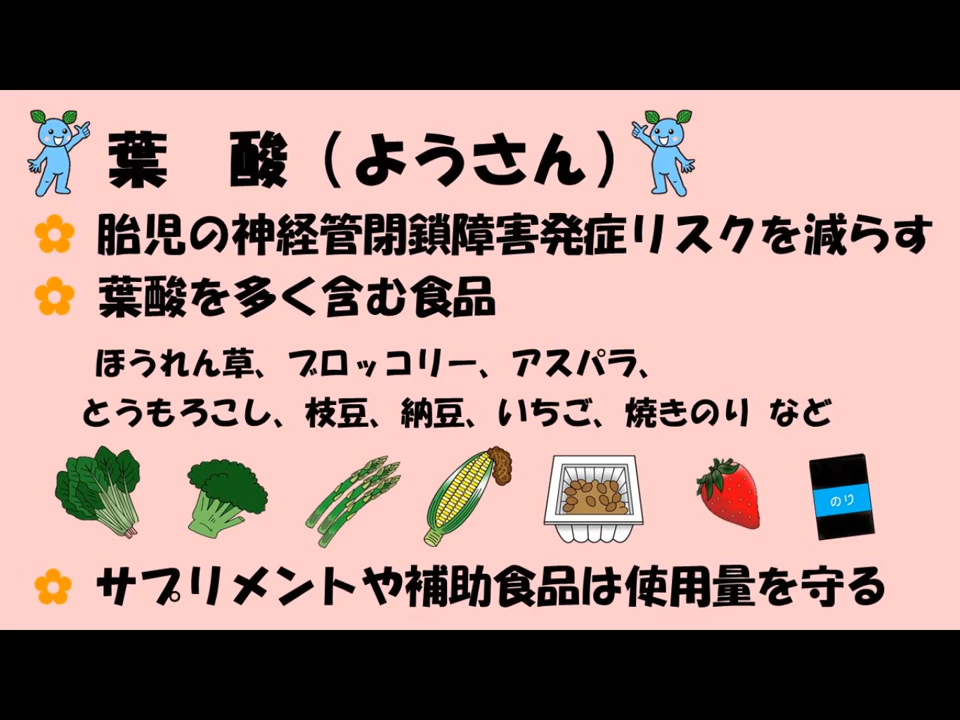 葉 酸（ようさん）
胎児の神経管閉鎖障害発症リスクを減らす
葉酸を多く含む食品
ほうれん草、ブロッコリー、アスパラ、
とうもろこし、枝豆、納豆、いちご、焼きのり など
のり
サプリメントや補助食品は使用量を守る